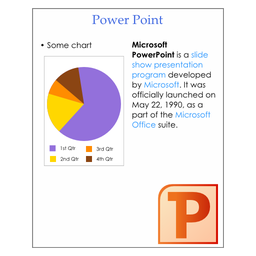 Power Point
• Some chart
1st Qtr
3rd Qtr
2nd Qtr
4th Qtr
Microsoft
PowerPoint is a slide
show presentation
program developed
by Microsoft. It was
officially launched on
May 22, 1990, as a
part of the Microsoft
Office suite.
P